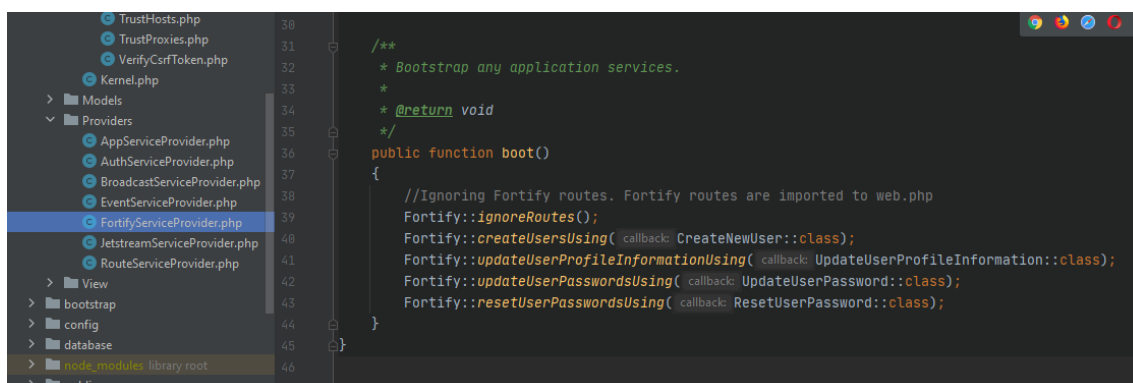 TrustHosts.php
TrustProxies.php
VerifyCsrfToken.php
Kernel.php
Models
Providers
AppServiceProvider.php
AuthServiceProvider.php
BroadcastServiceProvider.php
EventServiceProvider.php
FortifyServiceProvider.php
JetstreamServiceProvider.php
RouteServiceProvider.php
View
bootstrap
config
database
node_modules library root
30
31 /**
32 * Bootstrap any application services.
33 *
34 * @return void
35 */
36 public function boot()
37 {
38 //Ignoring Fortify routes. Fortify routes are imported to web.php
39 Fortify::ignoreRoutes();
40 Fortify::createUsersUsing( callback: CreateNewUser::class);
41 Fortify::updateUserProfileInformationUsing( callback: UpdateUserProfileInformation::class);
42 Fortify::updateUserPasswordsUsing( callback: UpdateUserPassword::class);
43 Fortify::resetUserPasswordsUsing( callback: ResetUserPassword::class);
44 }
45 }
46